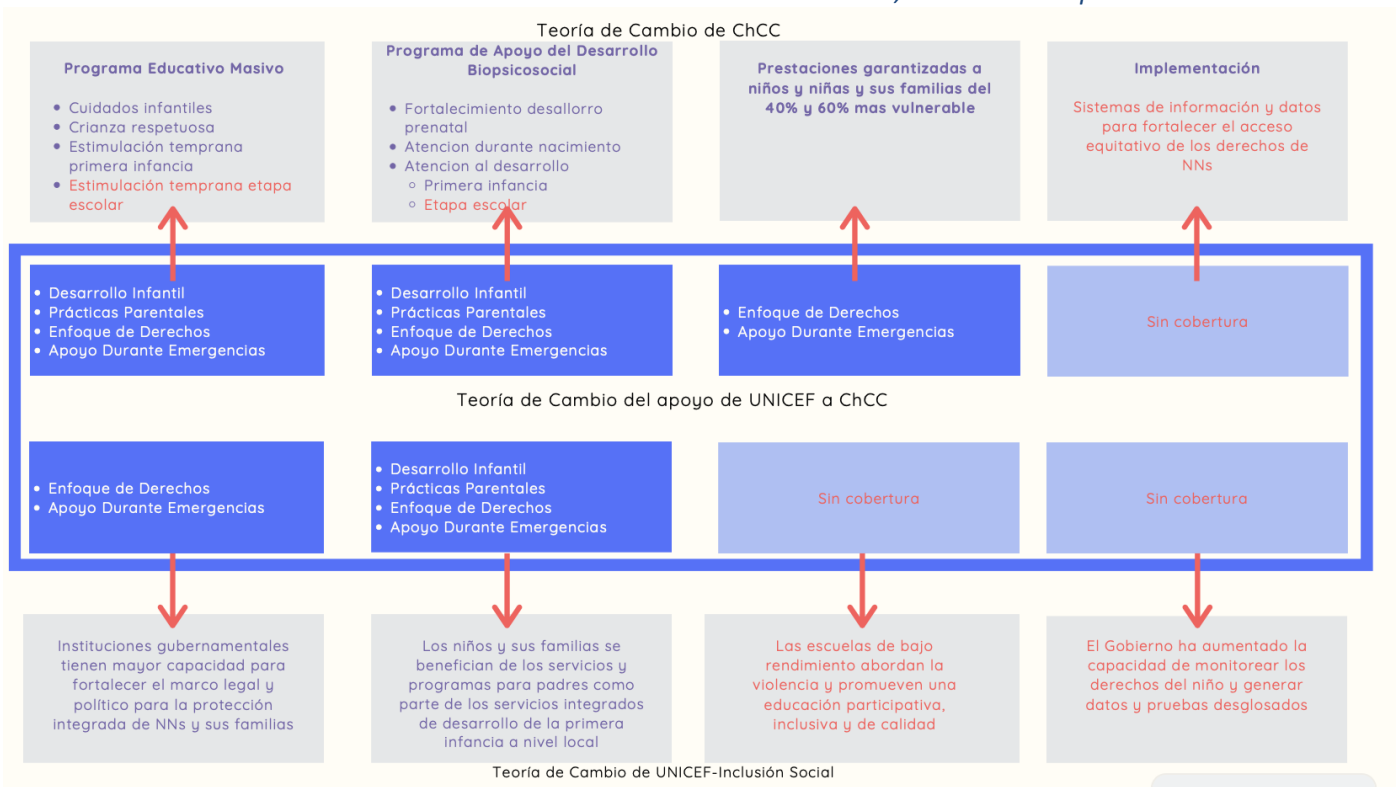 Teoría de Cambio de ChCC
Programa Educativo Masivo
Cuidados infantiles
Crianza respetuosa
Estimulación temprana
primera infancia
Estimulación temprana etapa
escolar
Programa de Apoyo del Desarrollo
Biopsicosocial
Fortalecimiento desallorro
prenatal
Atencion durante nacimiento
Atencion al desarrollo
Primera infancia
Etapa escolar
Prestaciones garantizadas a
niños y niñas y sus familias del
40% y 60% mas vulnerable
Implementación
Sistemas de información y datos
para fortalecer el acceso
equitativo de los derechos de
NNs
Desarrollo Infantil
Prácticas Parentales
Enfoque de Derechos
Apoyo Durante Emergencias
Desarrollo Infantil
Prácticas Parentales
Enfoque de Derechos
Apoyo Durante Emergencias
Enfoque de Derechos
Apoyo Durante Emergencias
Sin cobertura
Teoría de Cambio del apoyo de UNICEF a ChCC
Enfoque de Derechos
Apoyo Durante Emergencias
Desarrollo Infantil
Prácticas Parentales
Enfoque de Derechos
Apoyo Durante Emergencias
Sin cobertura
Sin cobertura
Instituciones gubernamentales
tienen mayor capacidad para
fortalecer el marco legal y
político para la protección
integrada de NNs y sus familias
Los niños y sus familias se
benefician de los servicios y
programas para padres como
parte de los servicios integrados
de desarrollo de la primera
infancia a nivel local
Las escuelas de bajo
rendimiento abordan la
violencia y promueven una
educación participativa,
inclusiva y de calidad
El Gobierno ha aumentado la
capacidad de monitorear los
derechos del niño y generar
datos y pruebas desglosados
Teoría de Cambio de UNICEF-Inclusión Social